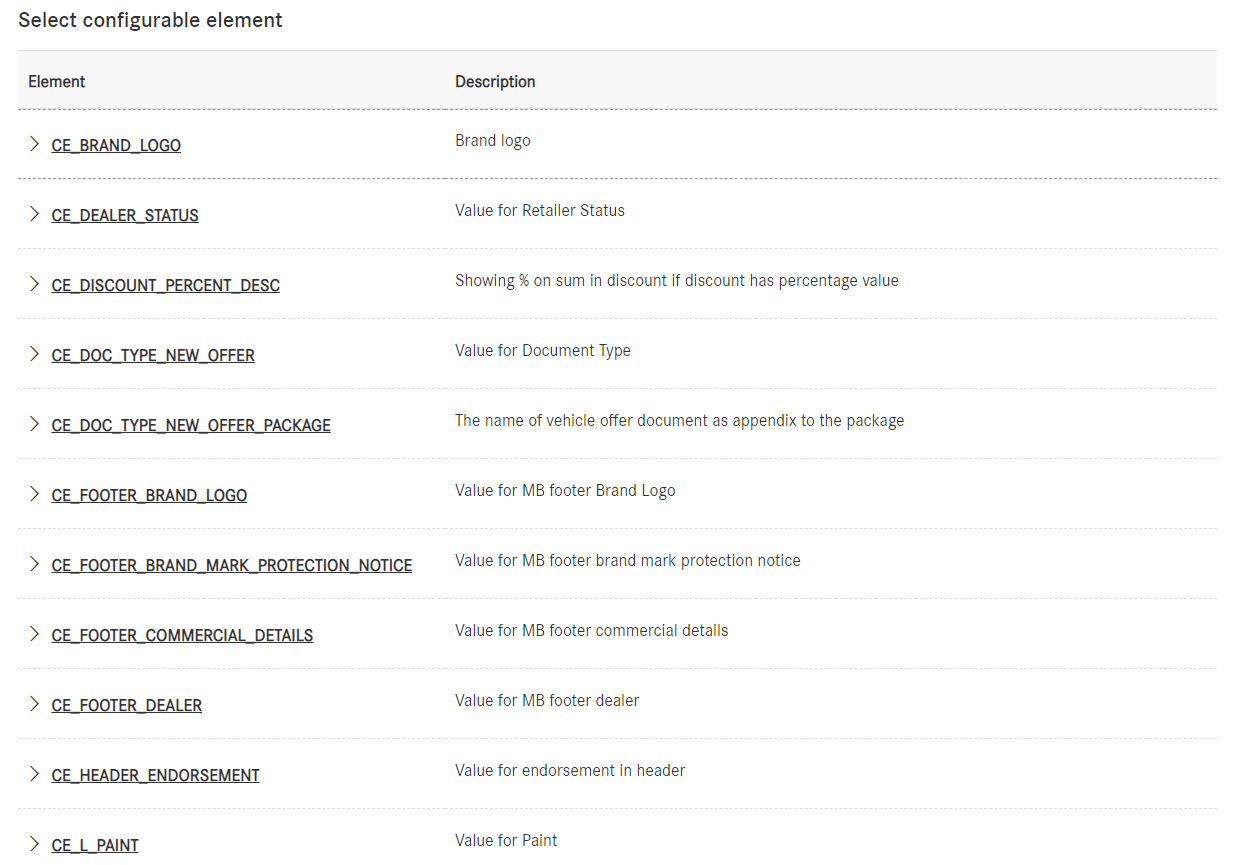 Select configurable element
Element Description
CE_BRAND_LOGO Brand logo
CE_DEALER_STATUS Value for Retailer Status
CE_DISCOUNT_PERCENT_DESC Showing % on sum in discount if discount has percentage value
CE_DOC_TYPE_NEW_OFFER Value for Document Type
CE_DOC_TYPE_NEW_OFFER_PACKAGE The name of vehicle offer document as appendix to the package
CE_FOOTER_BRAND_LOGO Value for MB footer Brand Logo
CE_FOOTER_BRAND_MARK_PROTECTION_NOTICE Value for MB footer brand mark protection notice
CE_FOOTER_COMMERCIAL_DETAILS Value for MB footer commercial details
CE_FOOTER_DEALER Value for MB footer dealer
CE_HEADER_ENDORSEMENT Value for endorsement in header
CE_L_PAINT Value for Paint